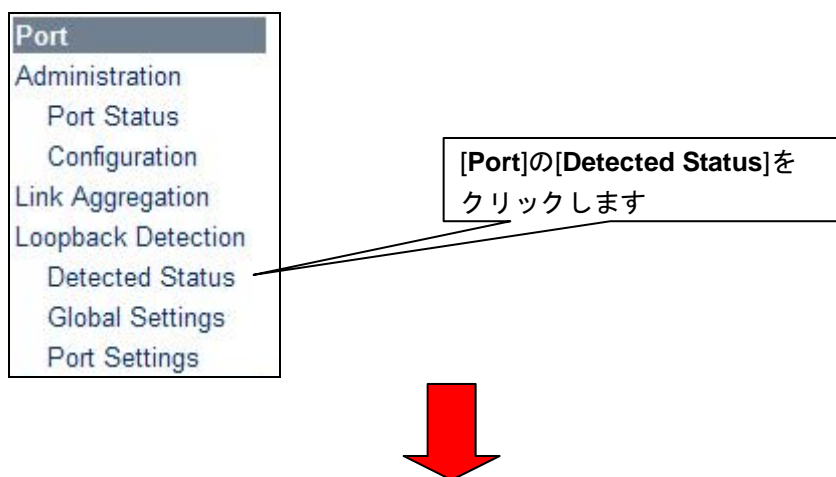 Port
Administration
Port Status
Configuration
Link Aggregation
Loopback Detection
Detected Status
Global Settings
Port Settings
[Port]の[Detected Status]を
クリックします